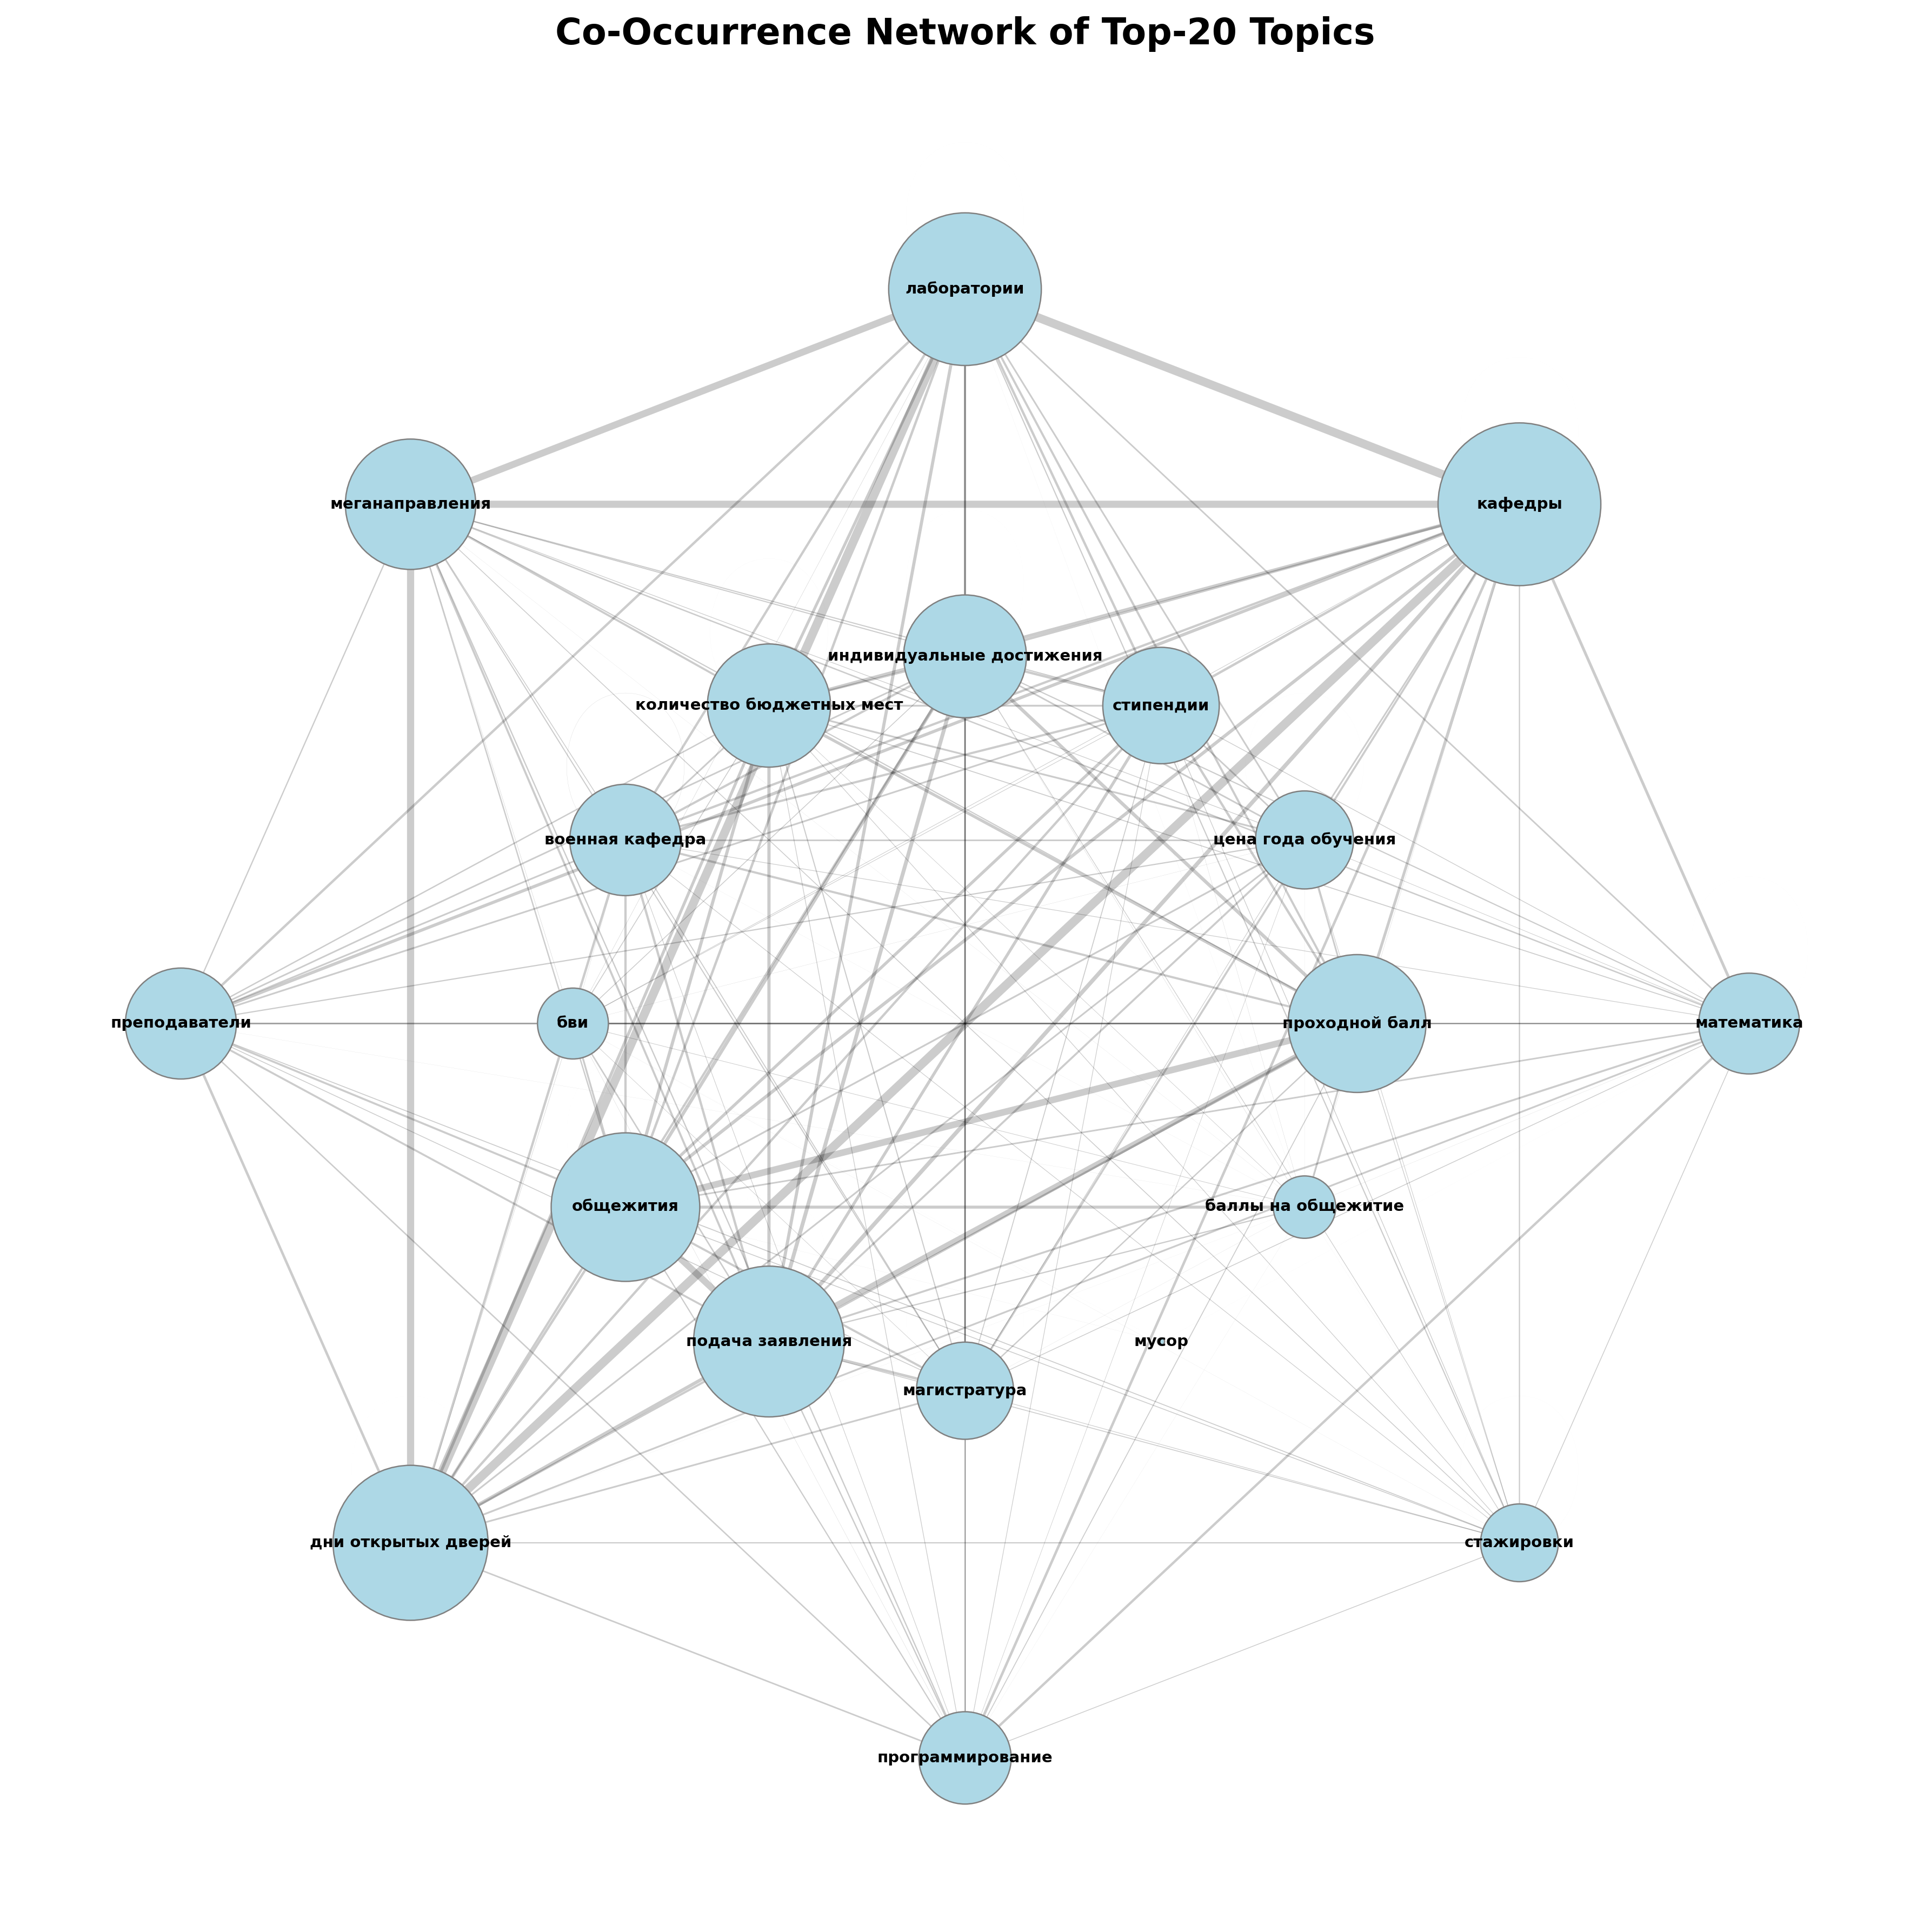 Co-Occurrence Network of Top-20 Topics
лаборатории
меганаправления
кафедры
индивидуальные достижения
количество бюджетных мест
стипендии
военная кафедра
цена года обучения
преподаватели
бви
проходной балл
математика
общежития
баллы на общежитие
подача заявления
мусор
магистратура
дни открытых дверей
стажировки
программирование